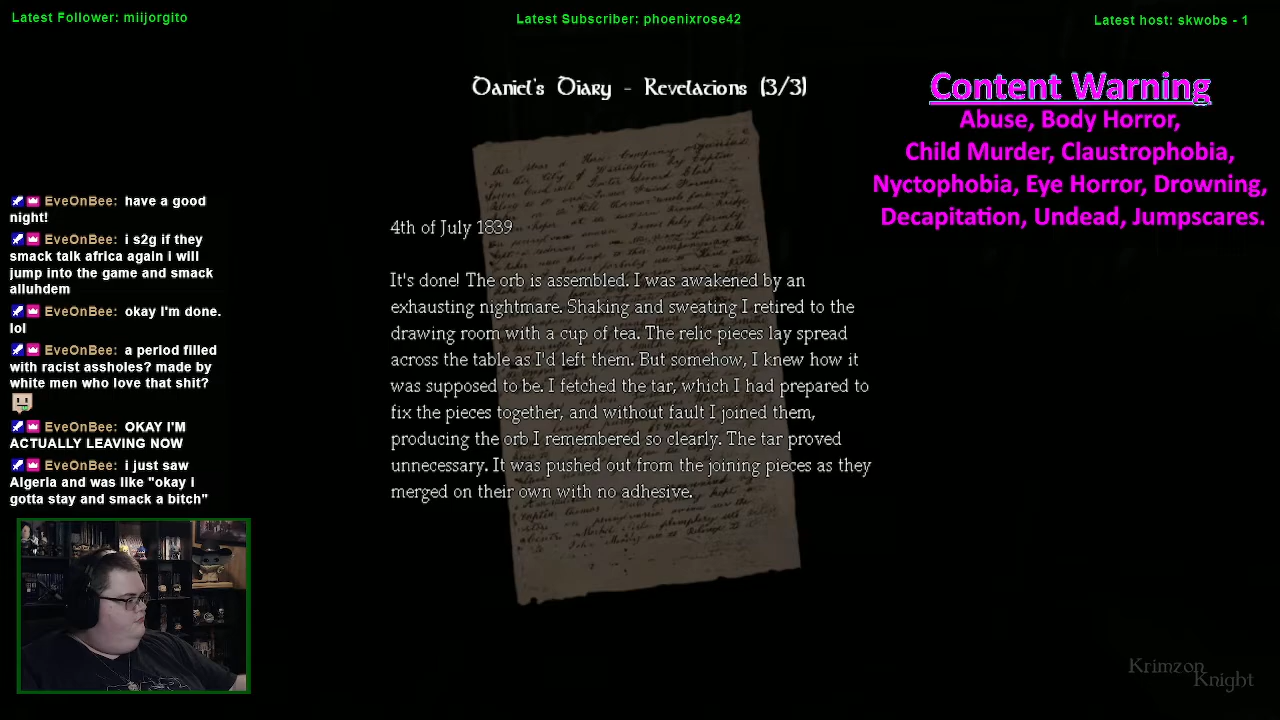 Latest Follower: miijorgito
Latest Subscriber: phoenixrose42
Latest host: skwobs - 1
Daniel's Diary - Revelations (3/3)
Content Warning
Abuse, Body Horror,
Child Murder, Claustrophobia,
Nyctophobia, Eye Horror, Drowning,
Decapitation, Undead, Jumpscares.
EveOnBee: have a good
night!
EveOnBee: i s2g if they
smack talk africa again i will
jump into the game and smack
alluhdem
EveOnBee: okay I'm done.
lol
EveOnBee: a period filled
with racist assholes? made by
white men who love that shit?
EveOnBee: OKAY I'M
ACTUALLY LEAVING NOW
EveOnBee: i just saw
Algeria and was like "okay i
gotta stay and smack a bitch"
4th of July 1839
It's done! The orb is assembled. I was awakened by an
exhausting nightmare. Shaking and sweating I retired to the
drawing room with a cup of tea. The relic pieces lay spread
across the table as I'd left them. But somehow, I knew how it
was supposed to be. I fetched the tar, which I had prepared to
fix the pieces together, and without fault I joined them,
producing the orb I remembered so clearly. The tar proved
unnecessary. It was pushed out from the joining pieces as they
merged on their own with no adhesive.
Krimzon
Knight